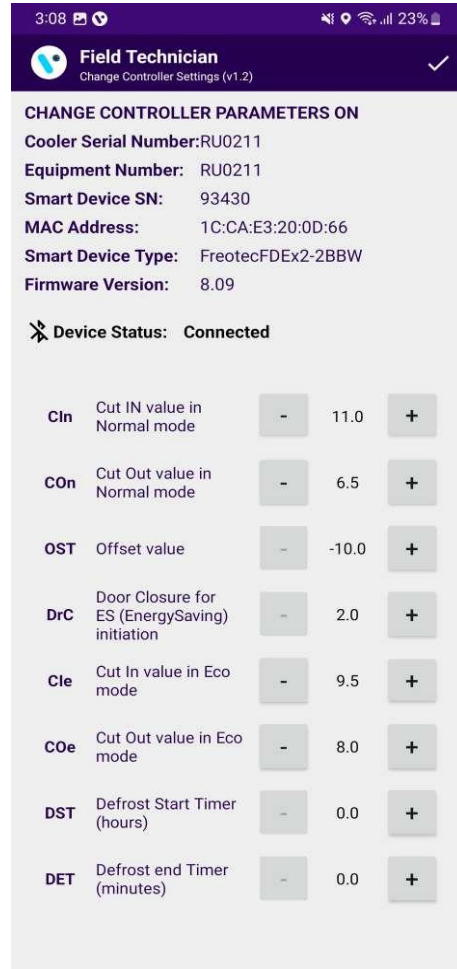 3:08 23%
Field Technician
Change Controller Settings (v1.2)
CHANGE CONTROLLER PARAMETERS ON
Cooler Serial Number:RU0211
Equipment Number: RU0211
Smart Device SN: 93430
MAC Address: 1C:CA:E3:20:0D:66
Smart Device Type: FreotecFDEx2-2BBW
Firmware Version: 8.09
Device Status: Connected
CIn Cut IN value in - 11.0 +
Normal mode
COn Cut Out value in - 6.5 +
Normal mode
OST Offset value - -10.0 +
Door Closure for
DrC ES (EnergySaving) - 2.0 +
initiation
CIe Cut In value in Eco - 9.5 +
mode
COe Cut Out value in Eco - 8.0 +
mode
DST Defrost Start Timer - 0.0 +
(hours)
DET Defrost end Timer - 0.0 +
(minutes)